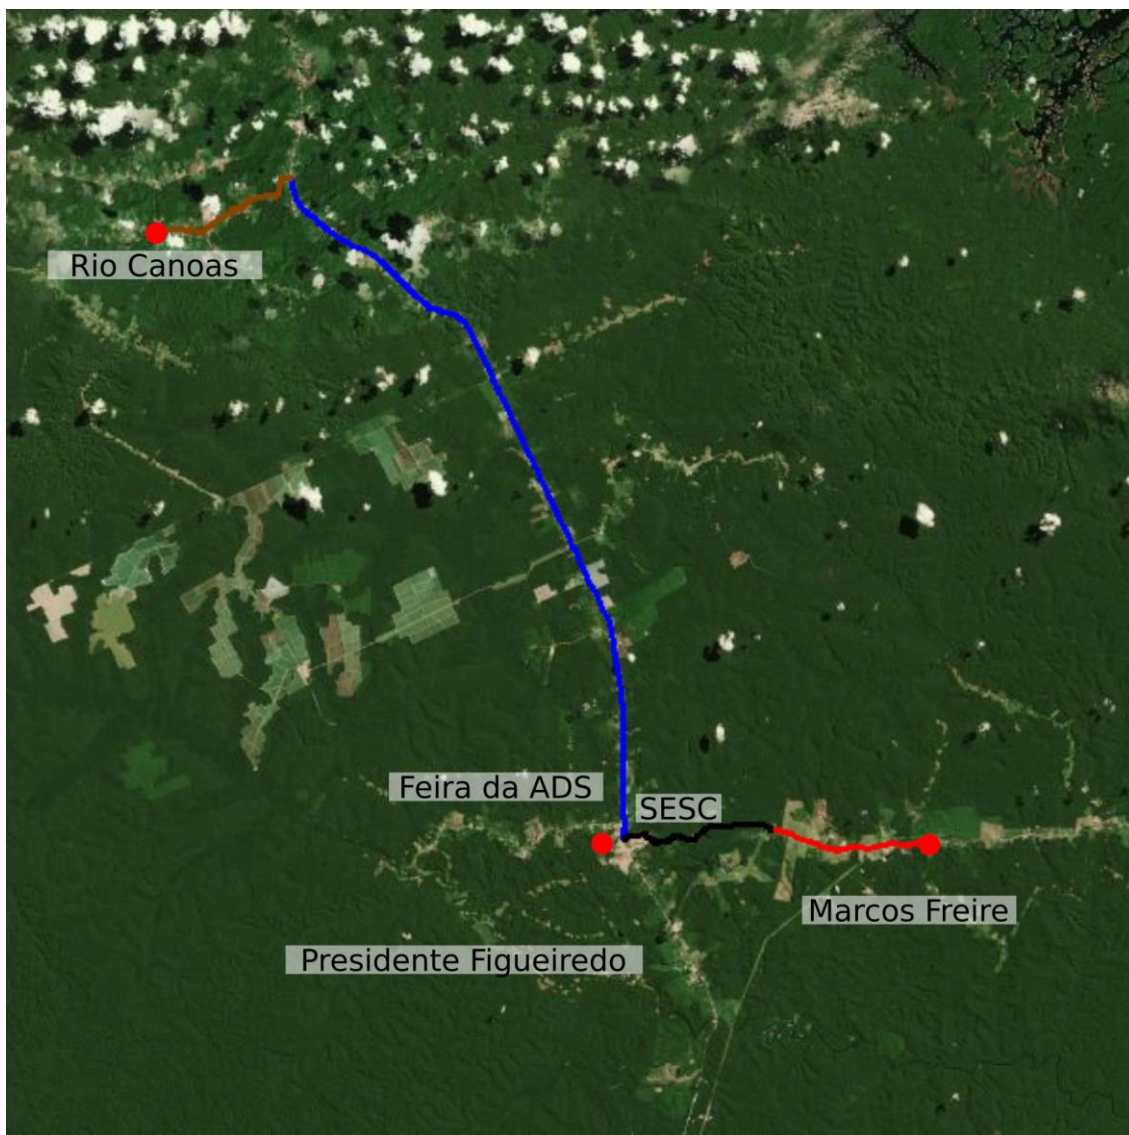 Rio Canoas
Feira da ADS
SESC
Marcos Freire
Presidente Figueiredo